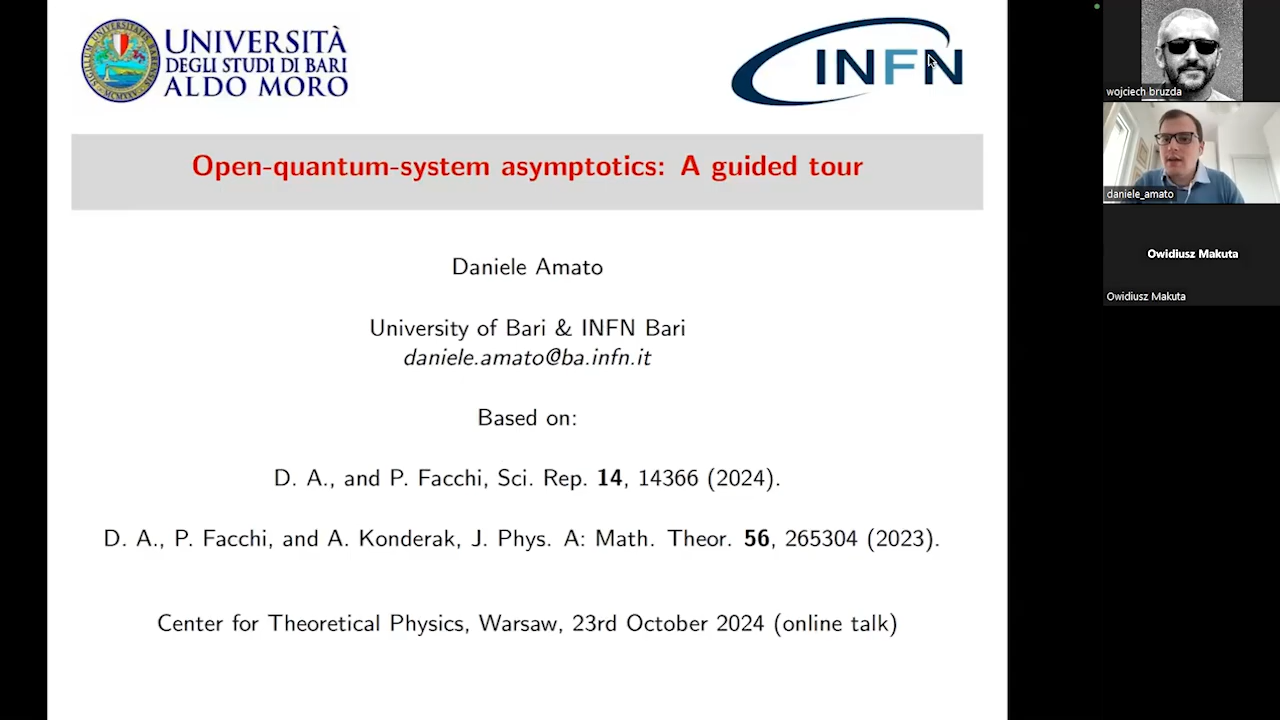 UNIVERSITÀ
DEGLI STUDI DI BARI
ALDO MORO
INFN
Open-quantum-system asymptotics: A guided tour
Daniele Amato
University of Bari & INFN Bari
daniele.amato@ba.infn.it
Based on:
D. A., and P. Facchi, Sci. Rep. 14, 14366 (2024).
D. A., P. Facchi, and A. Konderak, J. Phys. A: Math. Theor. 56, 265304 (2023).
Center for Theoretical Physics, Warsaw, 23rd October 2024 (online talk)
wojciech bruzda
daniele_amato
Owidiusz Makuta
Owidiusz Makuta